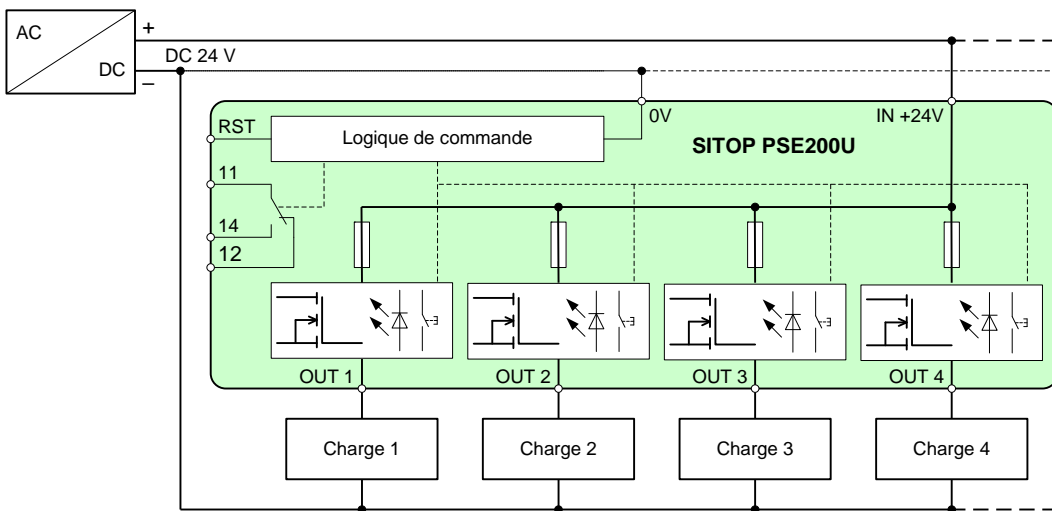 AC
+
DC 24 V
DC
–
0V
IN +24V
RST
Logique de commande
SITOP PSE200U
11
14
12
OUT 1
OUT 2
OUT 3
OUT 4
Charge 1
Charge 2
Charge 3
Charge 4